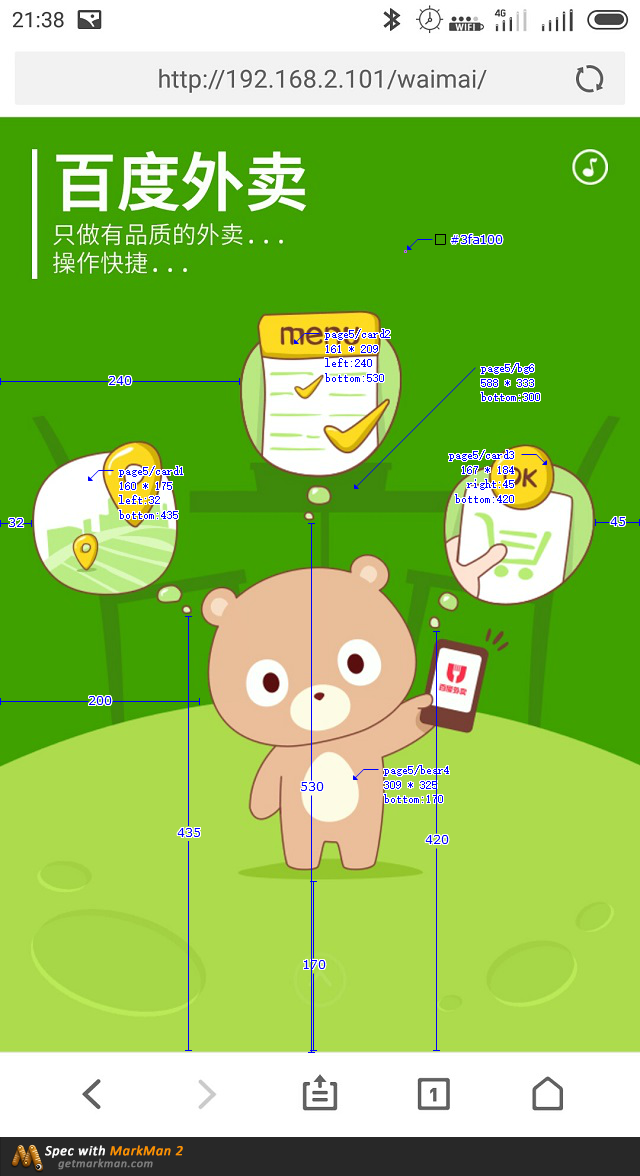 21:38
4G
WIFI
http://192.168.2.101/waimai/
百度外卖
只做有品质的外卖...
操作快捷...
#3fa100
menu
page5/card2
161 * 209
left:240
bottom:530
240
page5/bg6
588 * 333
bottom:300
page5/card1
160 * 175
left:32
bottom:435
page5/card3
167 * 184
right:45
bottom:420
OK
32
45
百度外卖
200
page5/bear4
309 * 325
bottom:170
530
435
420
170
1
Spec with MarkMan 2
getmarkman.com